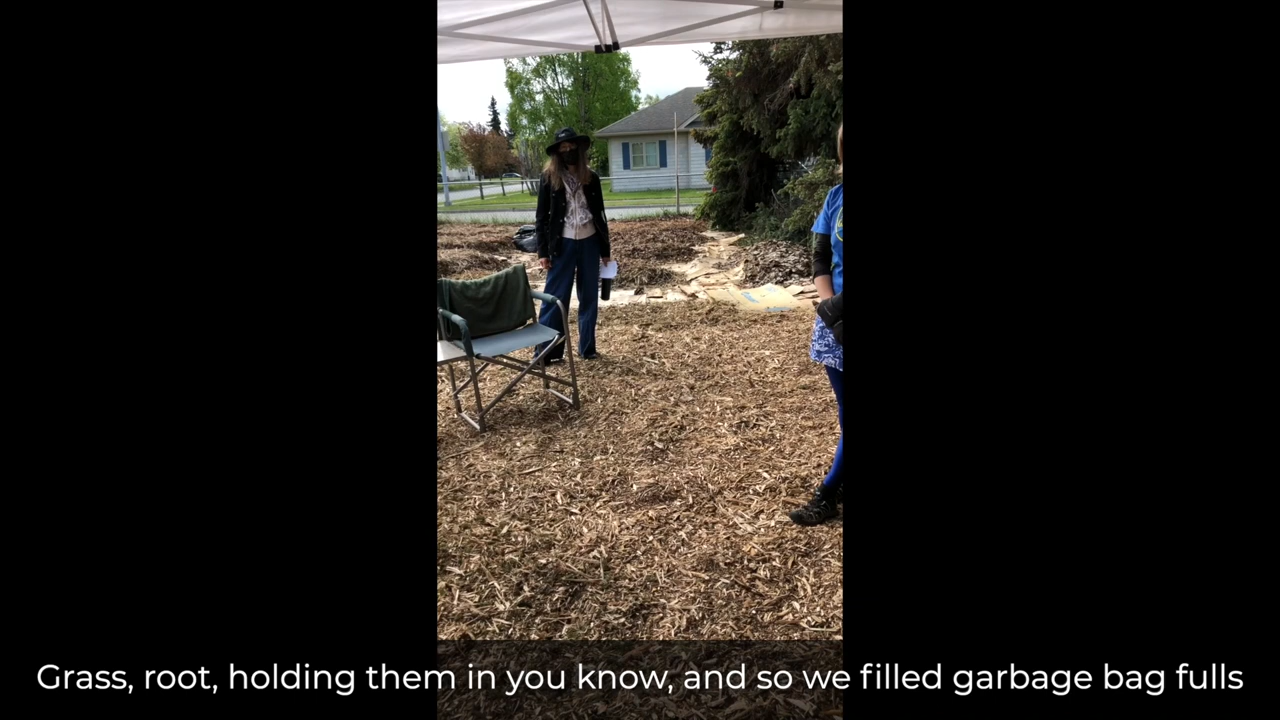 Grass, root, holding them in you know, and so we filled garbage bag fulls